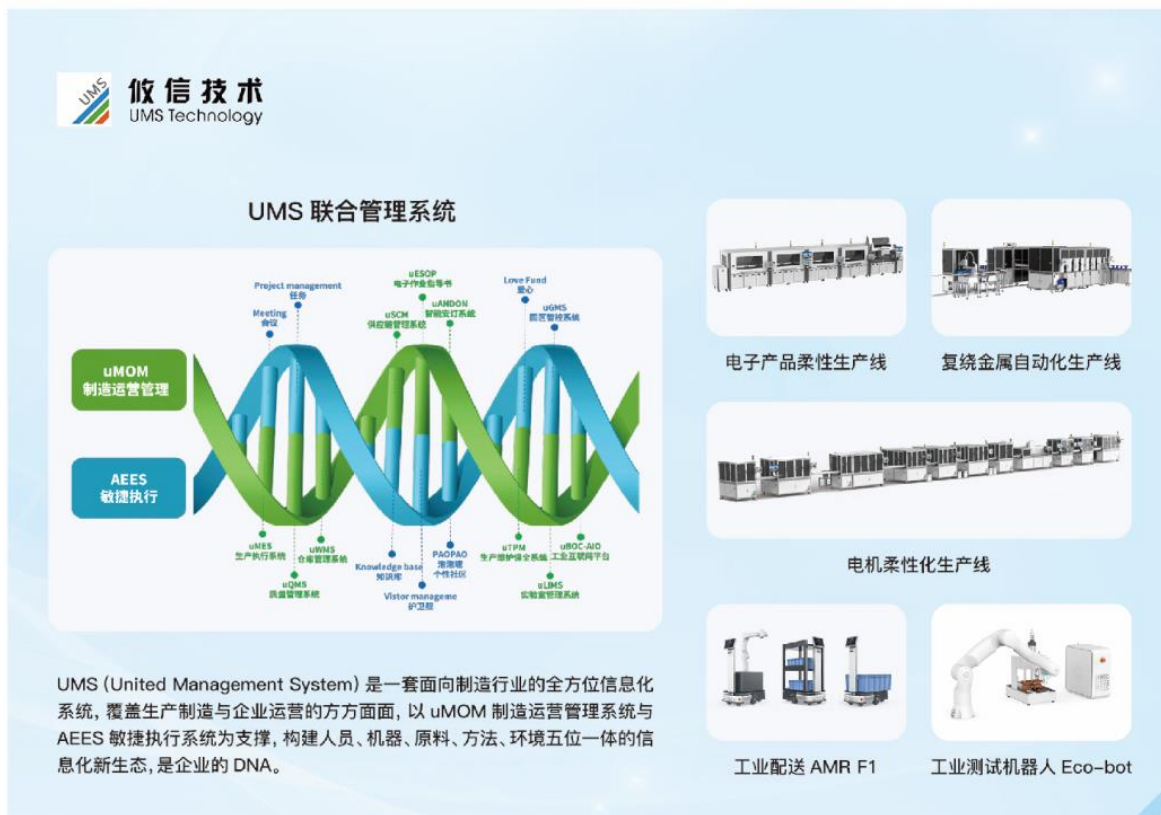 UMS
攸信技术
UMS Technology
UMS 联合管理系统
uMOM
制造运营管理
AEES
敏捷执行
Meeting
会议
Project management
任务
uSCM
供应链管理系统
uESOP
电子作业指导书
uANDON
智能安灯系统
Love Fund
爱心
uGMS
园区管控系统
uMES
生产执行系统
uQMS
质量管理系统
uWMS
仓库管理系统
Knowledge base
知识库
Vistor manageme
护卫舰
PAOPAO
泡泡塘
个性社区
uTPM
生产维护保全系统
uLIMS
实验室管理系统
uBOC-AIO
工业互联网平台
UMS (United Management System) 是一套面向制造行业的全方位信息化
系统, 覆盖生产制造与企业运营的方方面面, 以 uMOM 制造运营管理系统与
AEES 敏捷执行系统为支撑, 构建人员、机器、原料、方法、环境五位一体的信
息化新生态, 是企业的 DNA。
电子产品柔性生产线
复绕金属自动化生产线
电机柔性化生产线
工业配送 AMR F1
工业测试机器人 Eco-bot